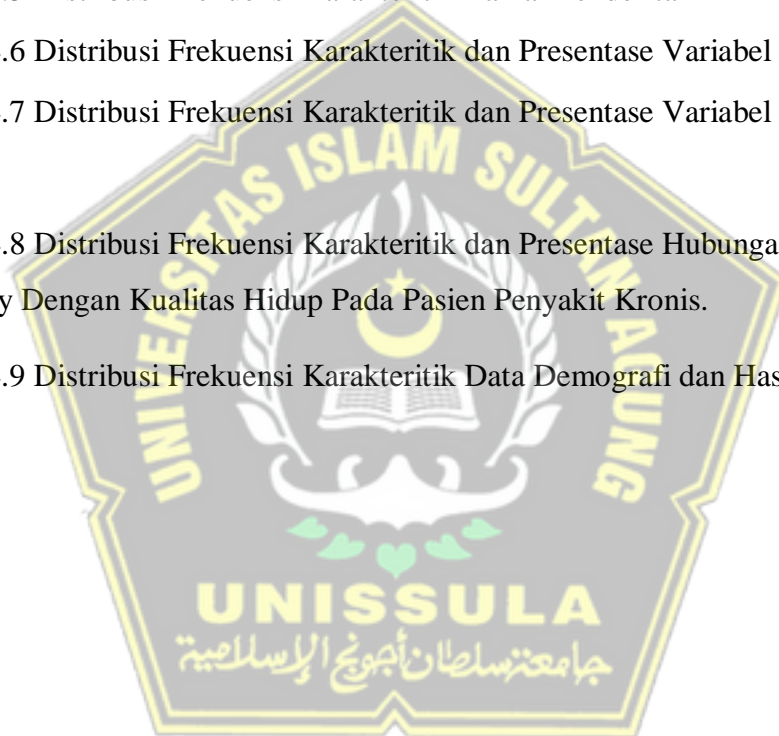 .6 Distribusi Frekuensi Karakteritik dan Presentase Variabel
.7 Distribusi Frekuensi Karakteritik dan Presentase Variabel
.8 Distribusi Frekuensi Karakteritik dan Presentase Hubunga
y Dengan Kualitas Hidup Pada Pasien Penyakit Kronis.
.9 Distribusi Frekuensi Karakteritik Data Demografi dan Has
UNIVERSITAS ISLAM SULTAN AGUNG
UNISSULA
جامعة سلطان أجونج الإسلامية